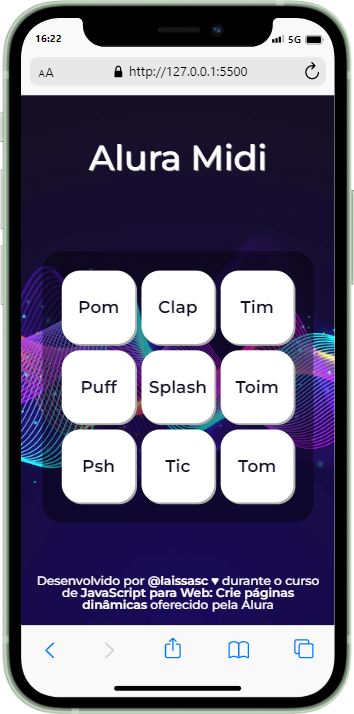 16:22 5G
AA http://127.0.0.1:5500
Alura Midi
Pom Clap Tim
Puff Splash Toim
Psh Tic Tom
Desenvolvido por @laissasc ♥ durante o curso
de JavaScript para Web: Crie páginas
dinâmicas oferecido pela Alura